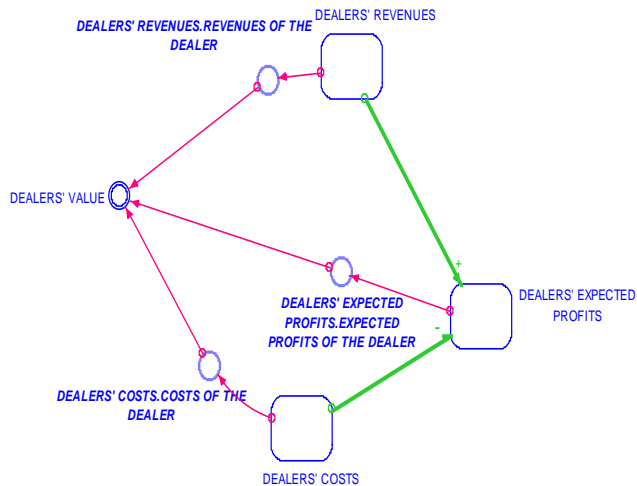 DEALERS' REVENUES
DEALERS' REVENUES.REVENUES OF THE
DEALER
DEALERS' VALUE
+
DEALERS' EXPECTED
PROFITS
DEALERS' EXPECTED
PROFITS.EXPECTED
PROFITS OF THE DEALER
-
DEALERS' COSTS.COSTS OF THE
DEALER
DEALERS' COSTS